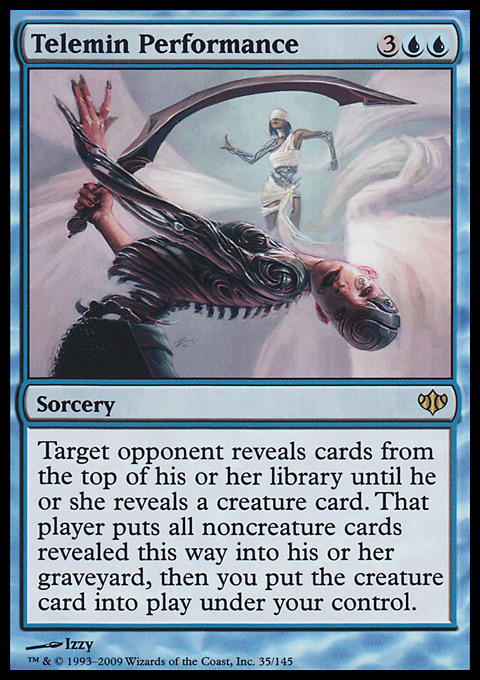 Telemin Performance 3
Sorcery
Target opponent reveals cards from
the top of his or her library until he
or she reveals a creature card. That
player puts all noncreature cards
revealed this way into his or her
graveyard, then you put the creature
card into play under your control.
Izzy
™ & © 1993–2009 Wizards of the Coast, Inc. 35/145